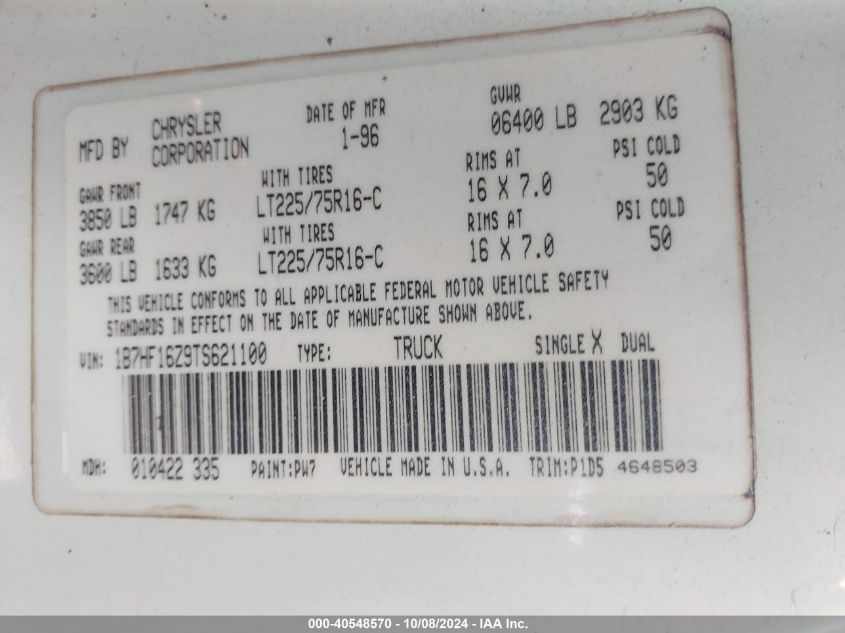 MFD BY CHRYSLER CORPORATION DATE OF MFR 1-96 GVWR 06400 LB 2903 KG
GAWR FRONT WITH TIRES RIMS AT PSI COLD
3850 LB 1747 KG LT225/75R16-C 16 X 7.0 50
GAWR REAR WITH TIRES RIMS AT PSI COLD
3600 LB 1633 KG LT225/75R16-C 16 X 7.0 50
THIS VEHICLE CONFORMS TO ALL APPLICABLE FEDERAL MOTOR VEHICLE SAFETY
STANDARDS IN EFFECT ON THE DATE OF MANUFACTURE SHOWN ABOVE.
VIN: 1B7HF16Z9TS621100 TYPE: TRUCK SINGLE X DUAL
MDH: 010422 335 PAINT:PW7 VEHICLE MADE IN U.S.A. TRIM:P1D5 4648503
000-40548570 - 10/08/2024 - IAA Inc.